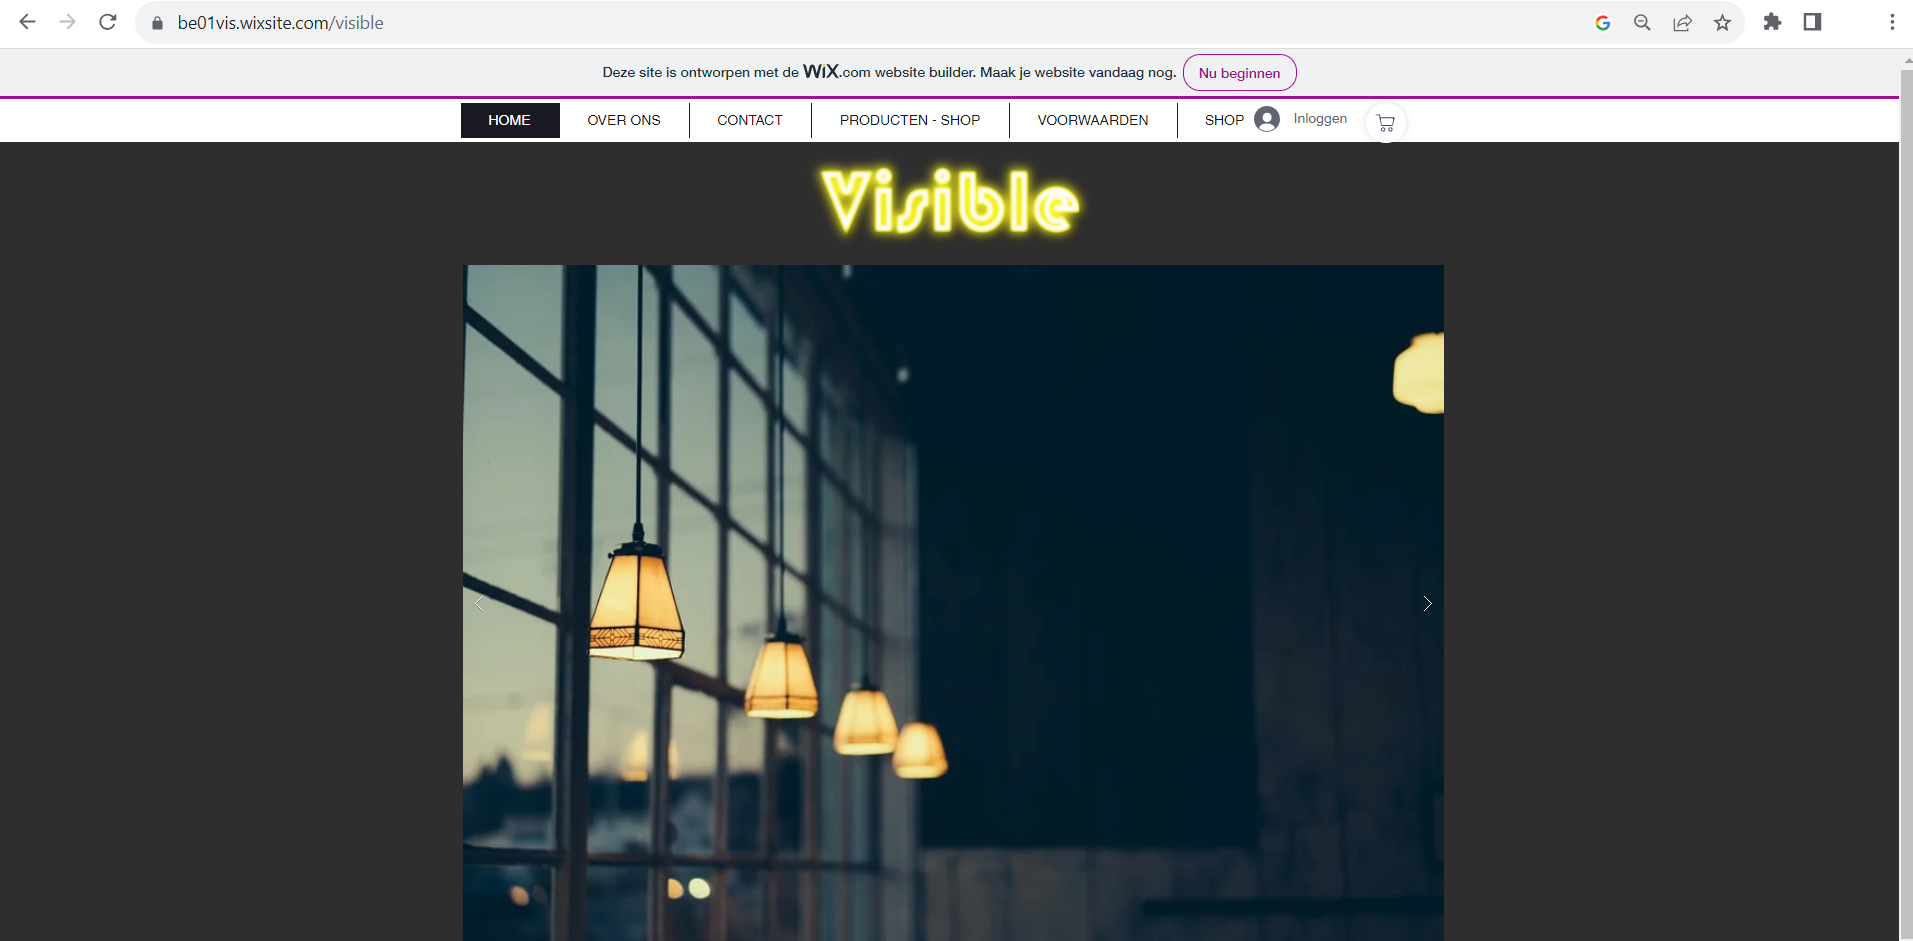 be01vis.wixsite.com/visible
Deze site is ontworpen met de WiX.com website builder. Maak je website vandaag nog. Nu beginnen
HOME OVER ONS CONTACT PRODUCTEN - SHOP VOORWAARDEN SHOP Inloggen
Visible